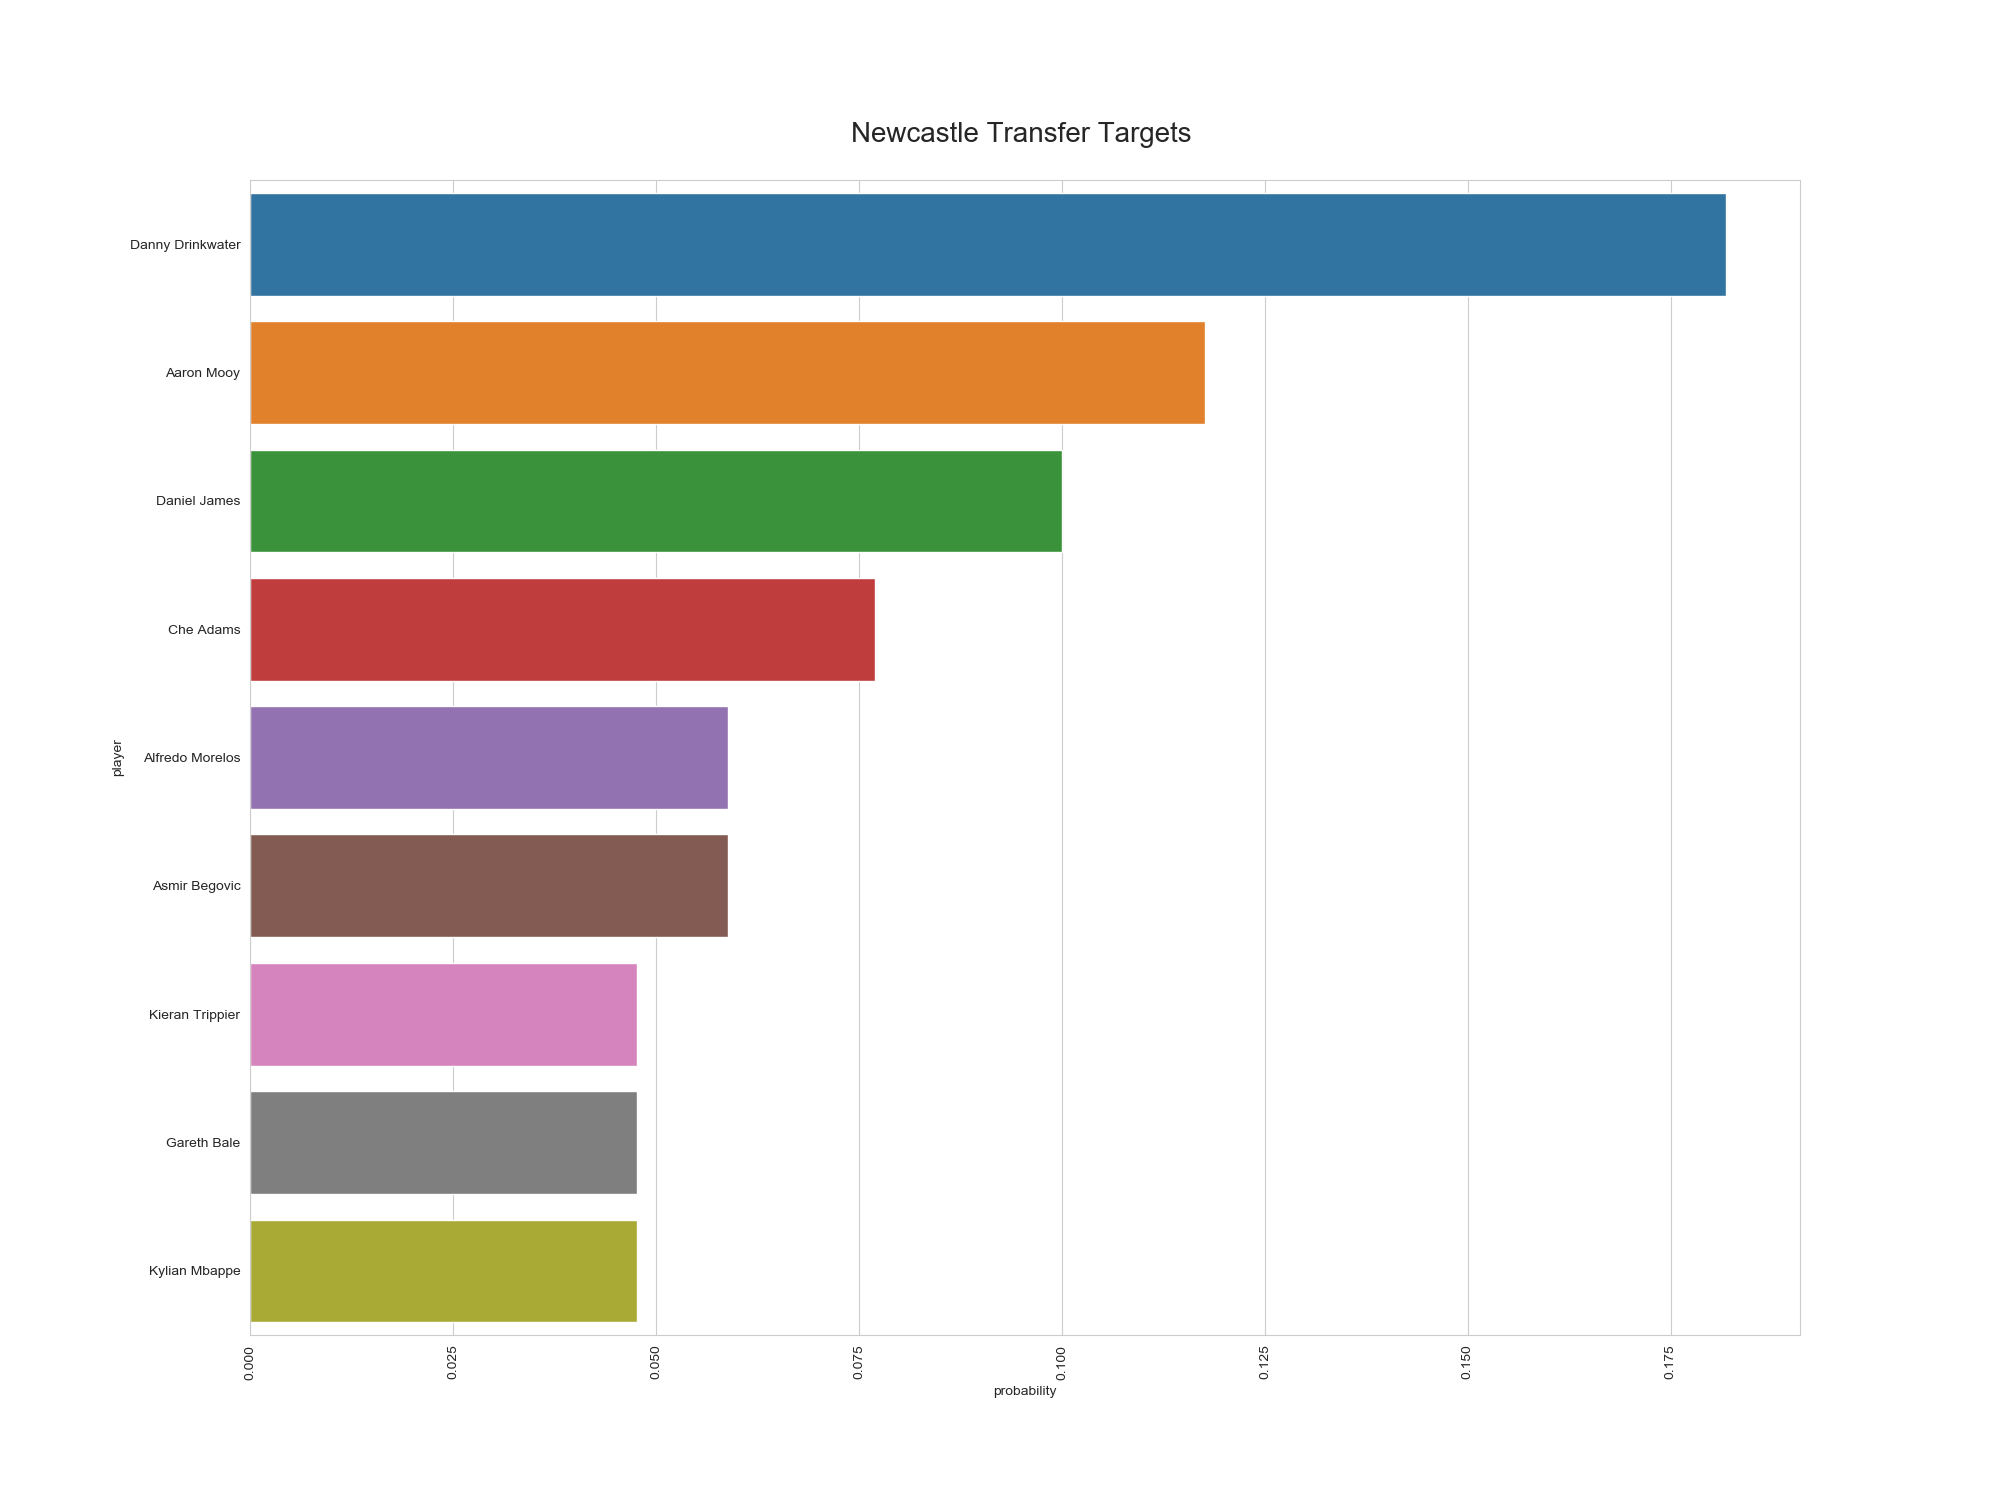 Newcastle Transfer Targets
Danny Drinkwater
Aaron Mooy
Daniel James
Che Adams
Alfredo Morelos
Asmir Begovic
Kieran Trippier
Gareth Bale
Kylian Mbappe
player
0.000
0.025
0.050
0.075
0.100
0.125
0.150
0.175
probability